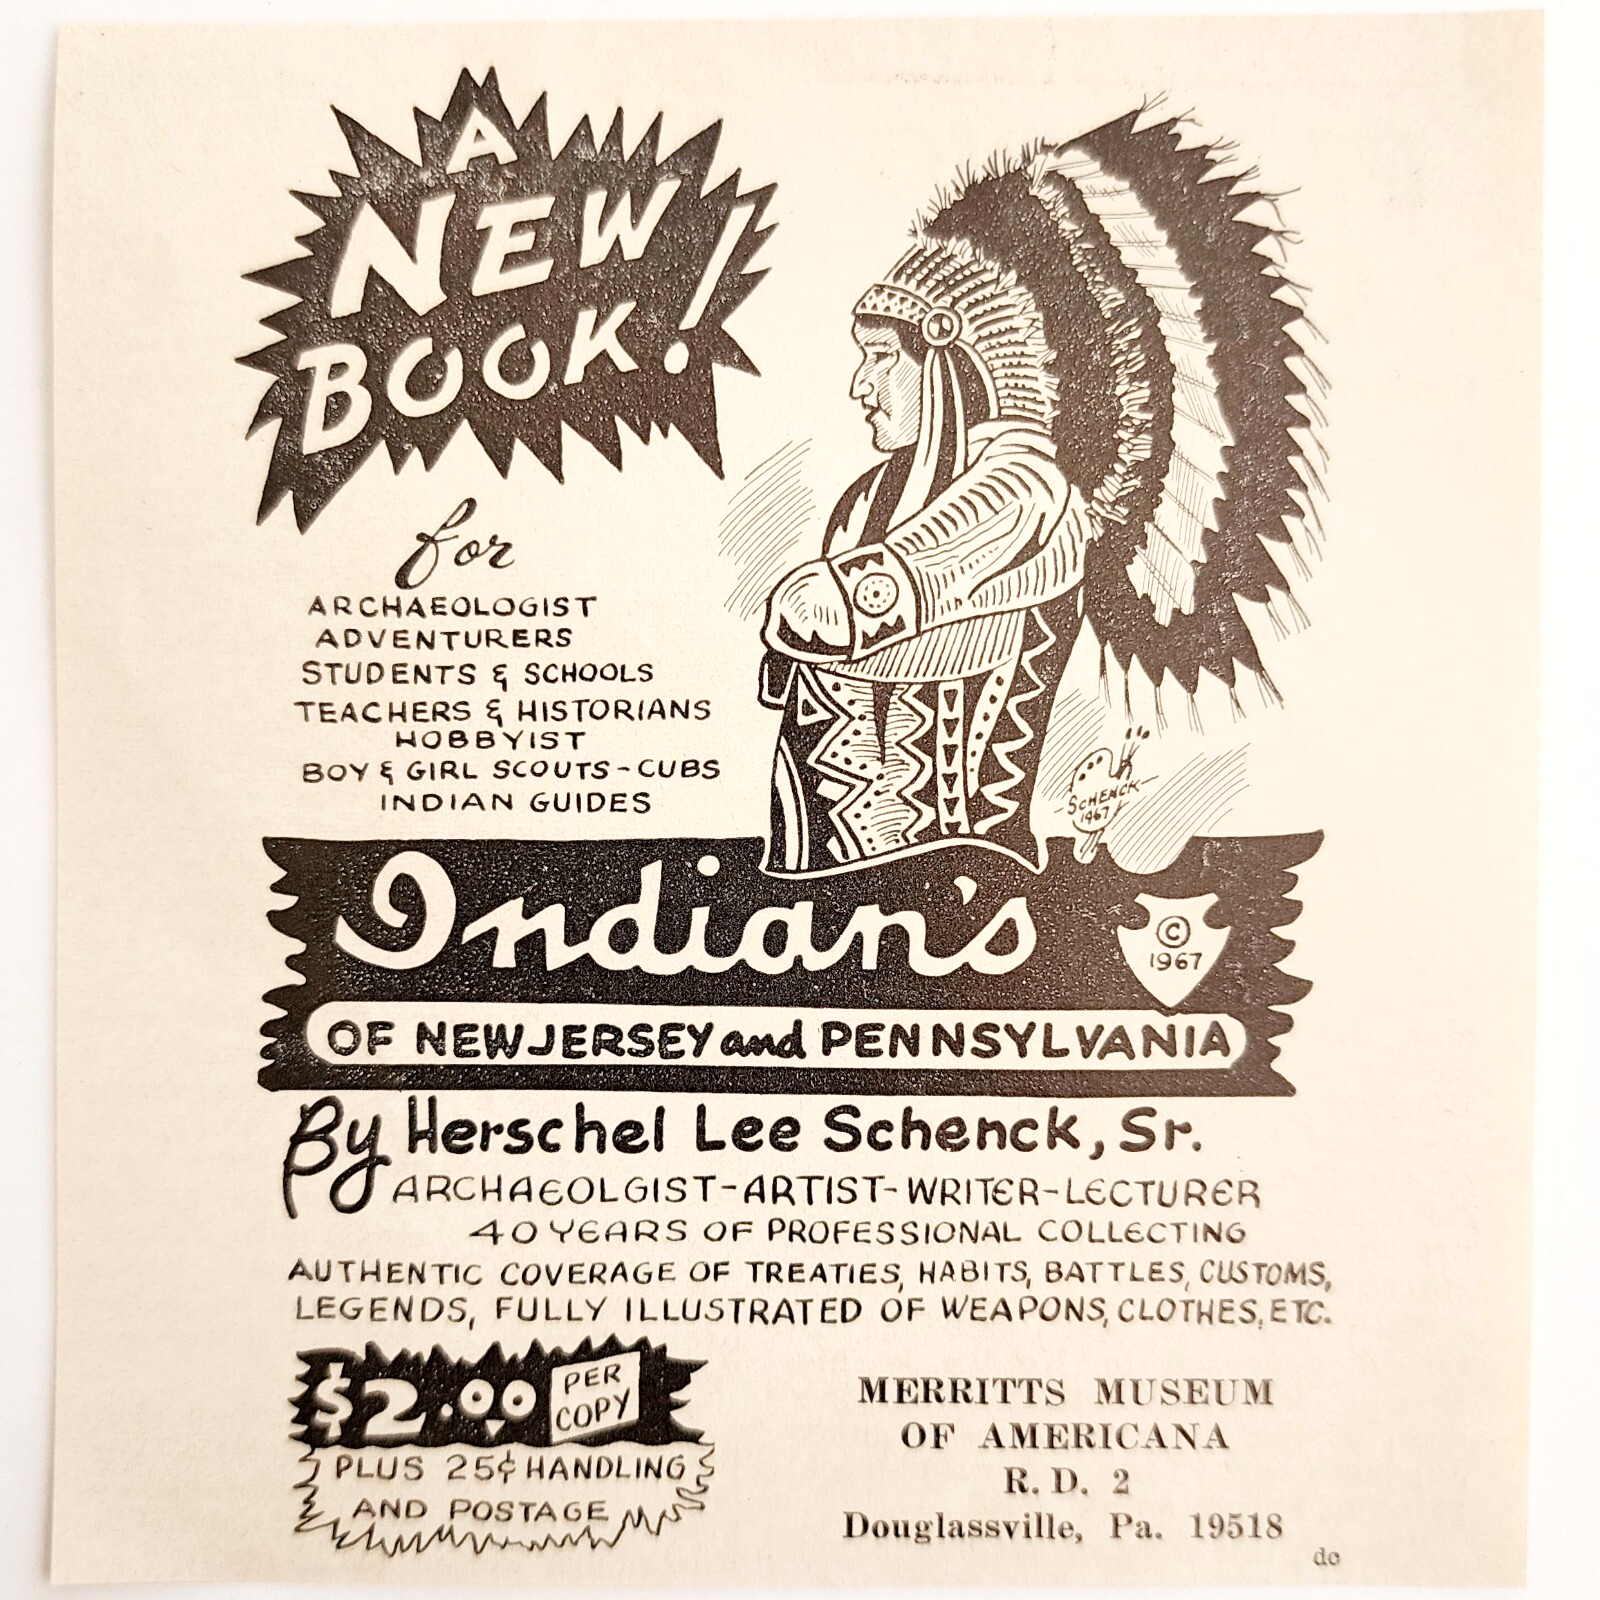 A
NEW
BOOK!
for
ARCHAEOLOGIST
ADVENTURERS
STUDENTS & SCHOOLS
TEACHERS & HISTORIANS
HOBBYIST
BOY & GIRL SCOUTS-CUBS
INDIAN GUIDES
-SCHENCK-
1967
Indian's
©
1967
OF NEW JERSEY and PENNSYLVANIA
By Herschel Lee Schenck, Sr.
ARCHAEOLGIST-ARTIST-WRITER-LECTURER
40 YEARS OF PROFESSIONAL COLLECTING
AUTHENTIC COVERAGE OF TREATIES, HABITS, BATTLES, CUSTOMS,
LEGENDS, FULLY ILLUSTRATED OF WEAPONS, CLOTHES, ETC.
$2.00 PER
COPY
PLUS 25¢ HANDLING
AND POSTAGE
MERRITTS MUSEUM
OF AMERICANA
R. D. 2
Douglassville, Pa. 19518
do